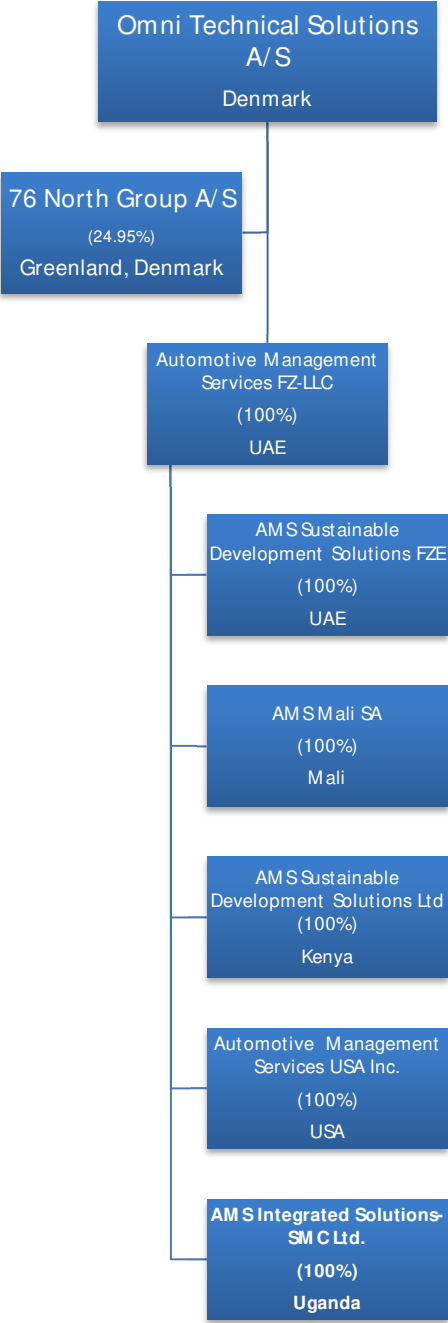 Omni Technical Solutions
A/S
Denmark
76 North Group A/S
(24.95%)
Greenland, Denmark
Automotive Management
Services FZ-LLC
(100%)
UAE
AMS Sustainable
Development Solutions FZE
(100%)
UAE
AMS Mali SA
(100%)
Mali
AMS Sustainable
Development Solutions Ltd
(100%)
Kenya
Automotive Management
Services USA Inc.
(100%)
USA
AMS Integrated Solutions-
SMC Ltd.
(100%)
Uganda